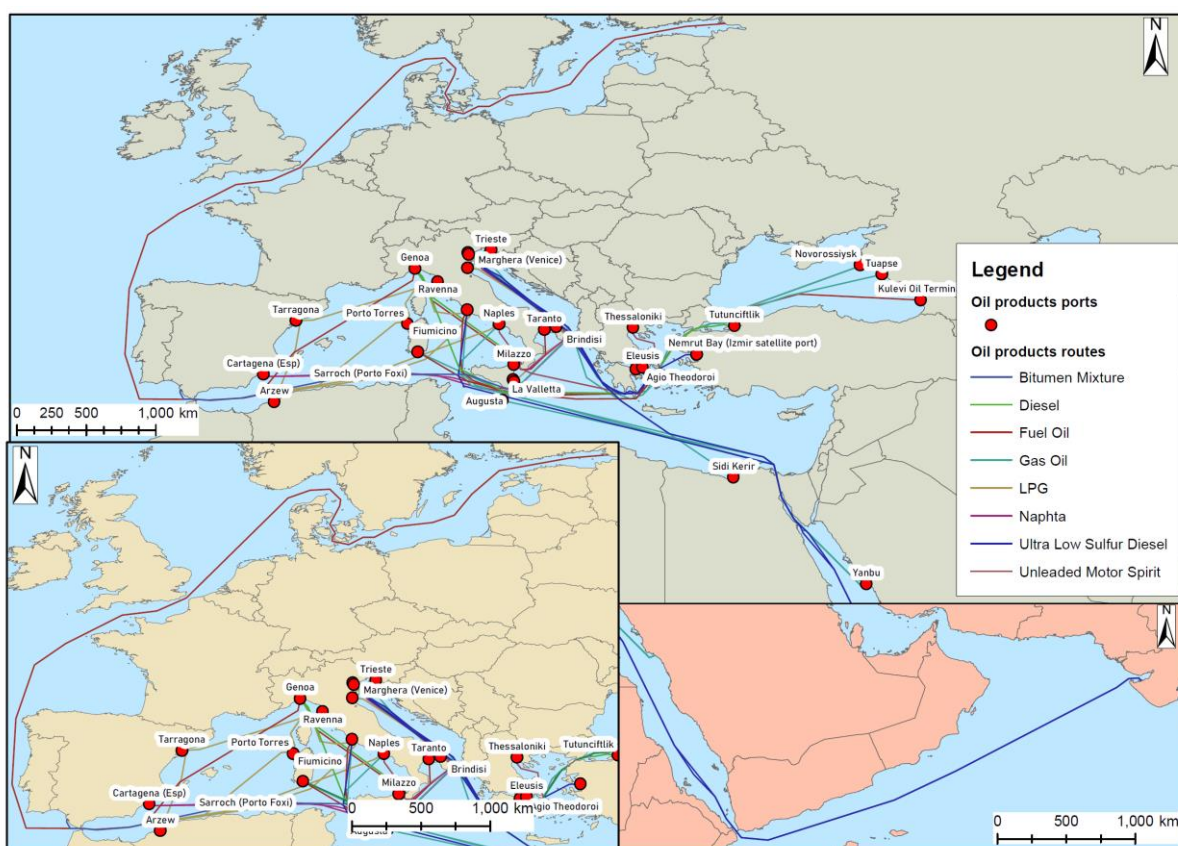 N
Trieste
Genoa
Marghera (Venice)
Novorossiysk
Tuapse
Ravenna
Kulevi Oil Termin
Tarragona
Porto Torres
Fiumicino
Naples
Taranto
Thessaloniki
Tutunciftlik
Brindisi
Nemrut Bay (Izmir satellite port)
Cartagena (Esp)
Sarroch (Porto Foxi)
Milazzo
Eleusis
Arzew
La Valletta
Agio Theodoroi
Augusta
Sidi Kerir
Yanbu
0 250 500 1,000 km
Legend
Oil products ports
Oil products routes
Bitumen Mixture
Diesel
Fuel Oil
Gas Oil
LPG
Naphta
Ultra Low Sulfur Diesel
Unleaded Motor Spirit
N
Trieste
Genoa
Marghera (Venice)
Ravenna
Tarragona
Porto Torres
Fiumicino
Naples
Taranto
Thessaloniki
Tutunciftlik
Brindisi
Cartagena (Esp)
Sarroch (Porto Foxi)
Milazzo
Eleusis
Agio Theodoroi
Arzew
Augusta
0 500 1,000 km
N
0 500 1,000 km